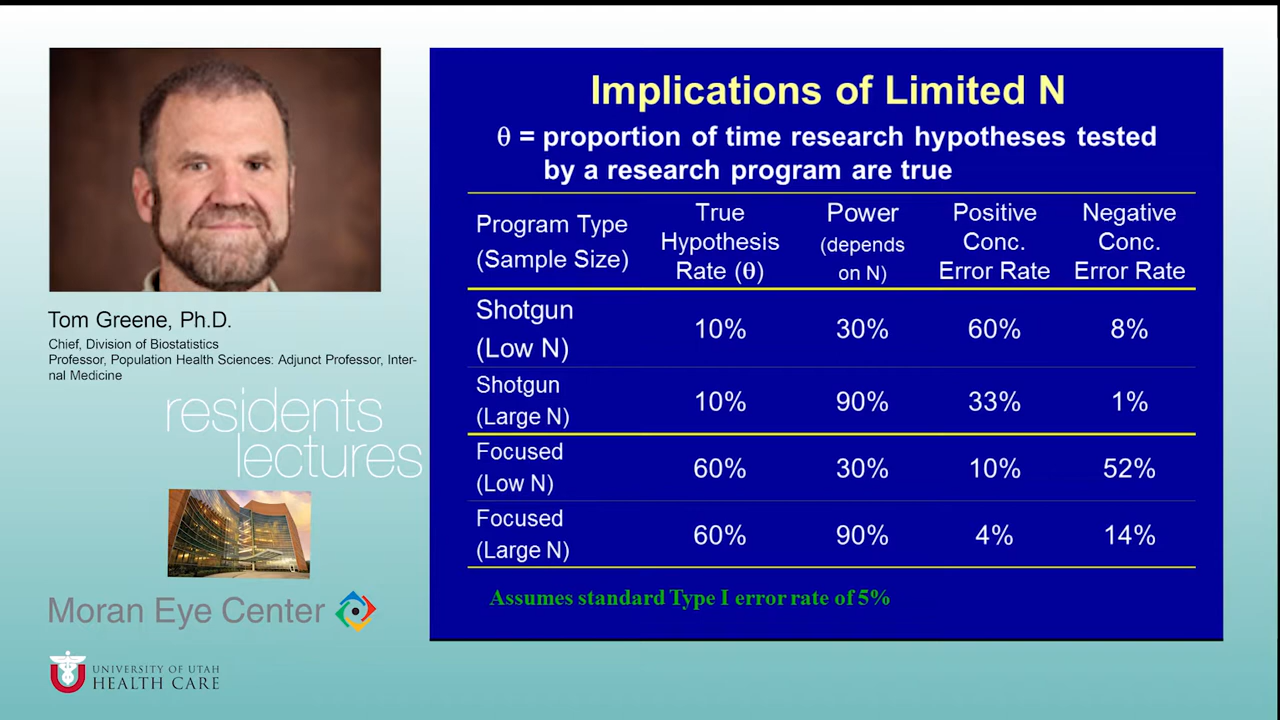 Implications of Limited N
θ = proportion of time research hypotheses tested
by a research program are true
Program Type
(Sample Size)
True
Hypothesis
Rate (θ)
Power
(depends
on N)
Positive
Conc.
Error Rate
Negative
Conc.
Error Rate
Shotgun
(Low N)
10%
30%
60%
8%
Shotgun
(Large N)
10%
90%
33%
1%
Focused
(Low N)
60%
30%
10%
52%
Focused
(Large N)
60%
90%
4%
14%
Assumes standard Type I error rate of 5%
Tom Greene, Ph.D.
Chief, Division of Biostatistics
Professor, Population Health Sciences: Adjunct Professor, Inter-
nal Medicine
residents
lectures
Moran Eye Center
UNIVERSITY OF UTAH
HEALTH CARE